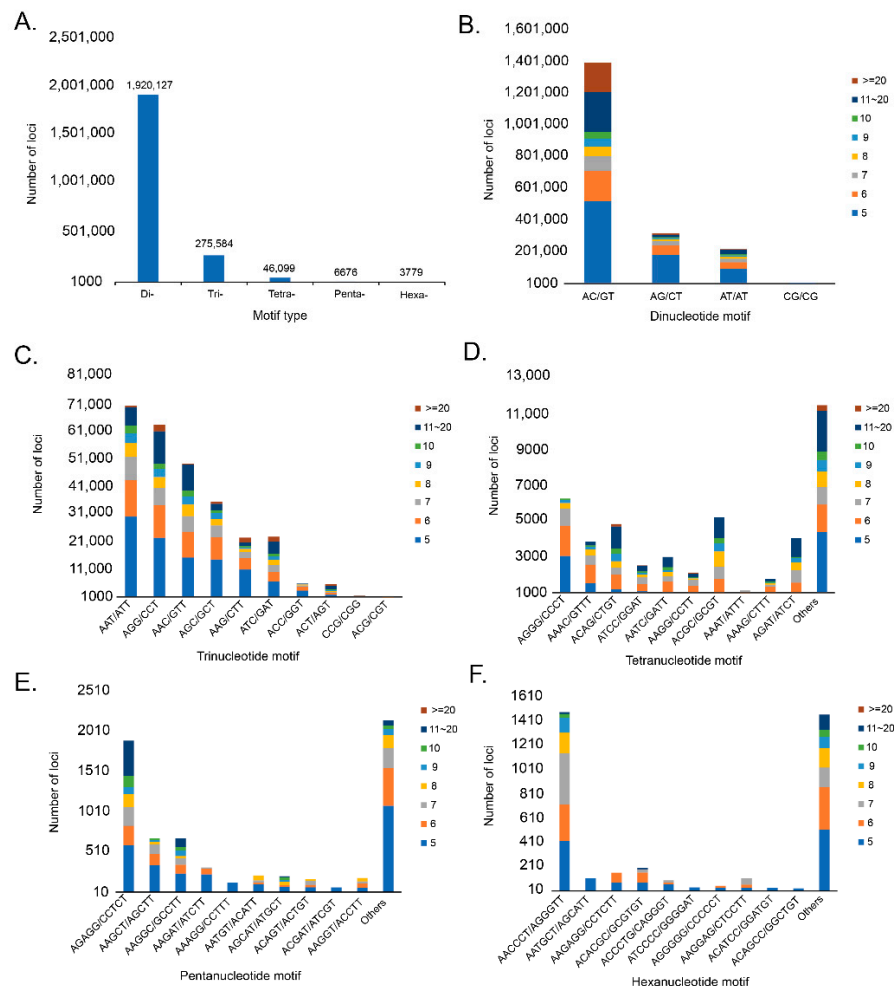 A.
2,501,000
2,001,000
1,501,000
1,001,000
501,000
1000
Number of loci
1,920,127
275,584
46,099
6676
3779
Di-
Tri-
Tetra-
Penta-
Hexa-
Motif type
B.
1,601,000
1,401,000
1,201,000
1,001,000
801,000
601,000
401,000
201,000
1000
Number of loci
AC/GT
AG/CT
AT/AT
CG/CG
Dinucleotide motif
>=20
11~20
10
9
8
7
6
5
C.
81,000
71,000
61,000
51,000
41,000
31,000
21,000
11,000
1000
Number of loci
AAT/ATT
AGG/CCT
AAC/GTT
AGC/GCT
AAG/CTT
ATC/GAT
ACC/GGT
ACT/AGT
CCG/CGG
ACG/CGT
Trinucleotide motif
>=20
11~20
10
9
8
7
6
5
D.
13,000
11,000
9000
7000
5000
3000
1000
Number of loci
AGGG/CCCT
AAAC/GTTT
ACAG/CTGT
ATCC/GGAT
AATC/GATT
AAGG/CCTT
ACGC/GCGT
AAAT/ATTT
AAAG/CTTT
AGAT/ATCT
Others
Tetranucleotide motif
>=20
11~20
10
9
8
7
6
5
E.
2510
2010
1510
1010
510
10
Number of loci
AGAGG/CCTCT
AAGCT/AGCTT
AAGGC/GCCTT
AAGAT/ATCTT
AAAGG/CCTTT
AATGT/ACATT
AGCAT/ATGCT
ACAGT/ACTGT
ACGAT/ATCGT
AAGGT/ACCTT
Others
Pentanucleotide motif
>=20
11~20
10
9
8
7
6
5
F.
1610
1410
1210
1010
810
610
410
210
10
Number of loci
AACCCT/AGGGTT
AATGCT/AGCATT
AAGAGG/CCTCTT
ACACGC/GCGTGT
ACCCTG/CAGGGT
ATCCCC/GGGGAT
AGGGGG/CCCCCT
AAGGAG/CTCCTT
ACATCC/GGATGT
ACAGCC/GGCTGT
Others
Hexanucleotide motif
>=20
11~20
10
9
8
7
6
5